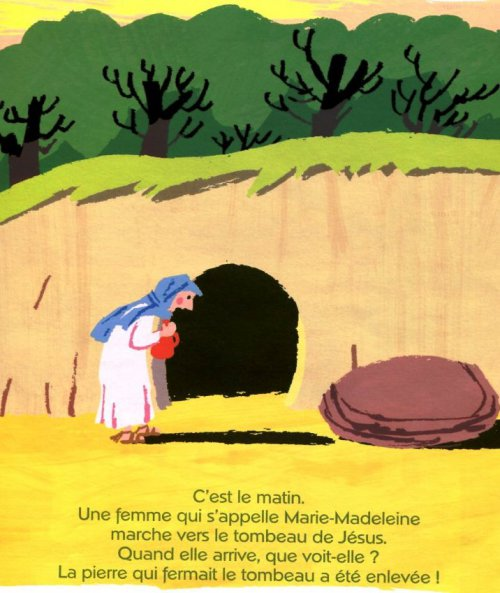 C'est le matin.
Une femme qui s'appelle Marie-Madeleine
marche vers le tombeau de Jésus.
Quand elle arrive, que voit-elle ?
La pierre qui fermait le tombeau a été enlevée !